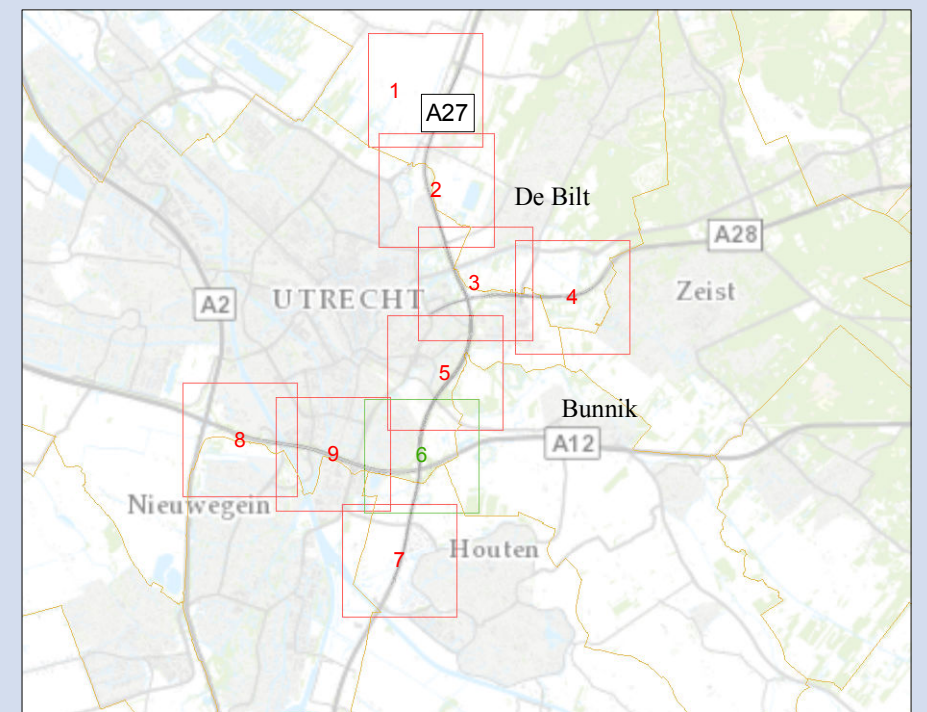 1
A27
2
De Bilt
A28
3
4
Zeist
A2
UTRECHT
5
Bunnik
8
9
6
A12
Nieuwegein
Houten
7